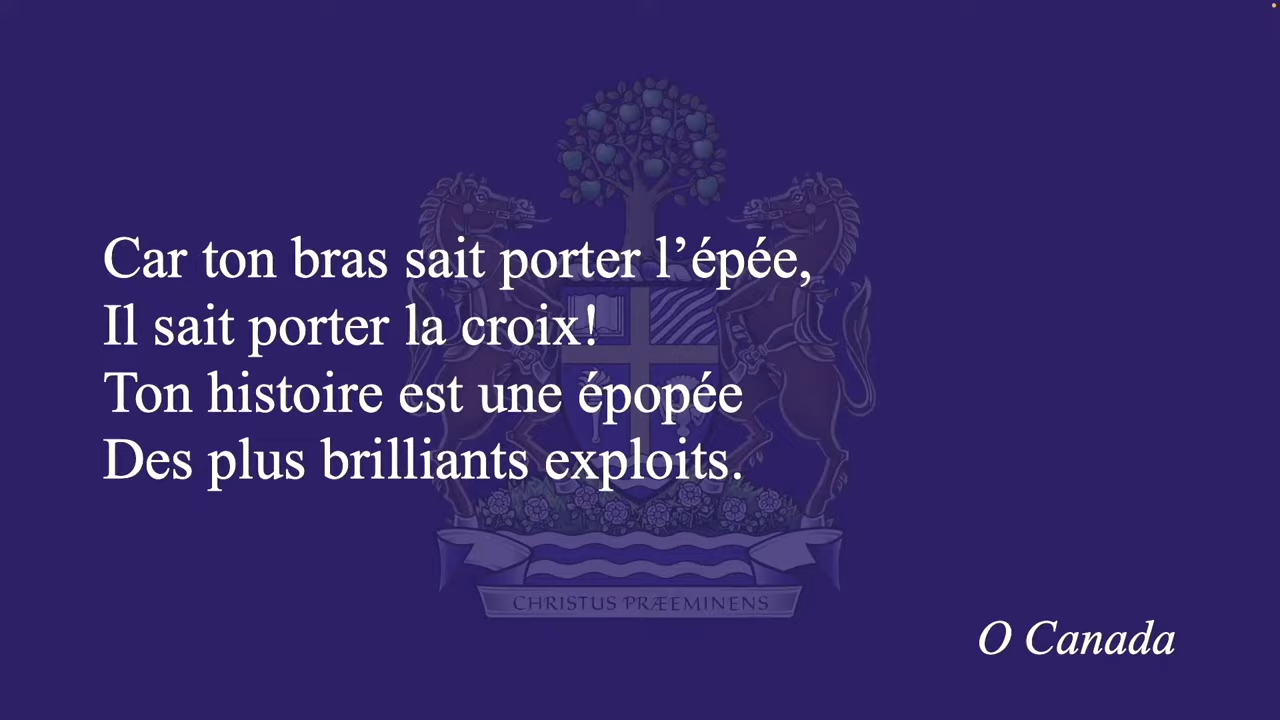 Car ton bras sait porter l’épée,
Il sait porter la croix!
Ton histoire est une épopée
Des plus brilliants exploits.
CHRISTUS PRÆEMINENS
O Canada